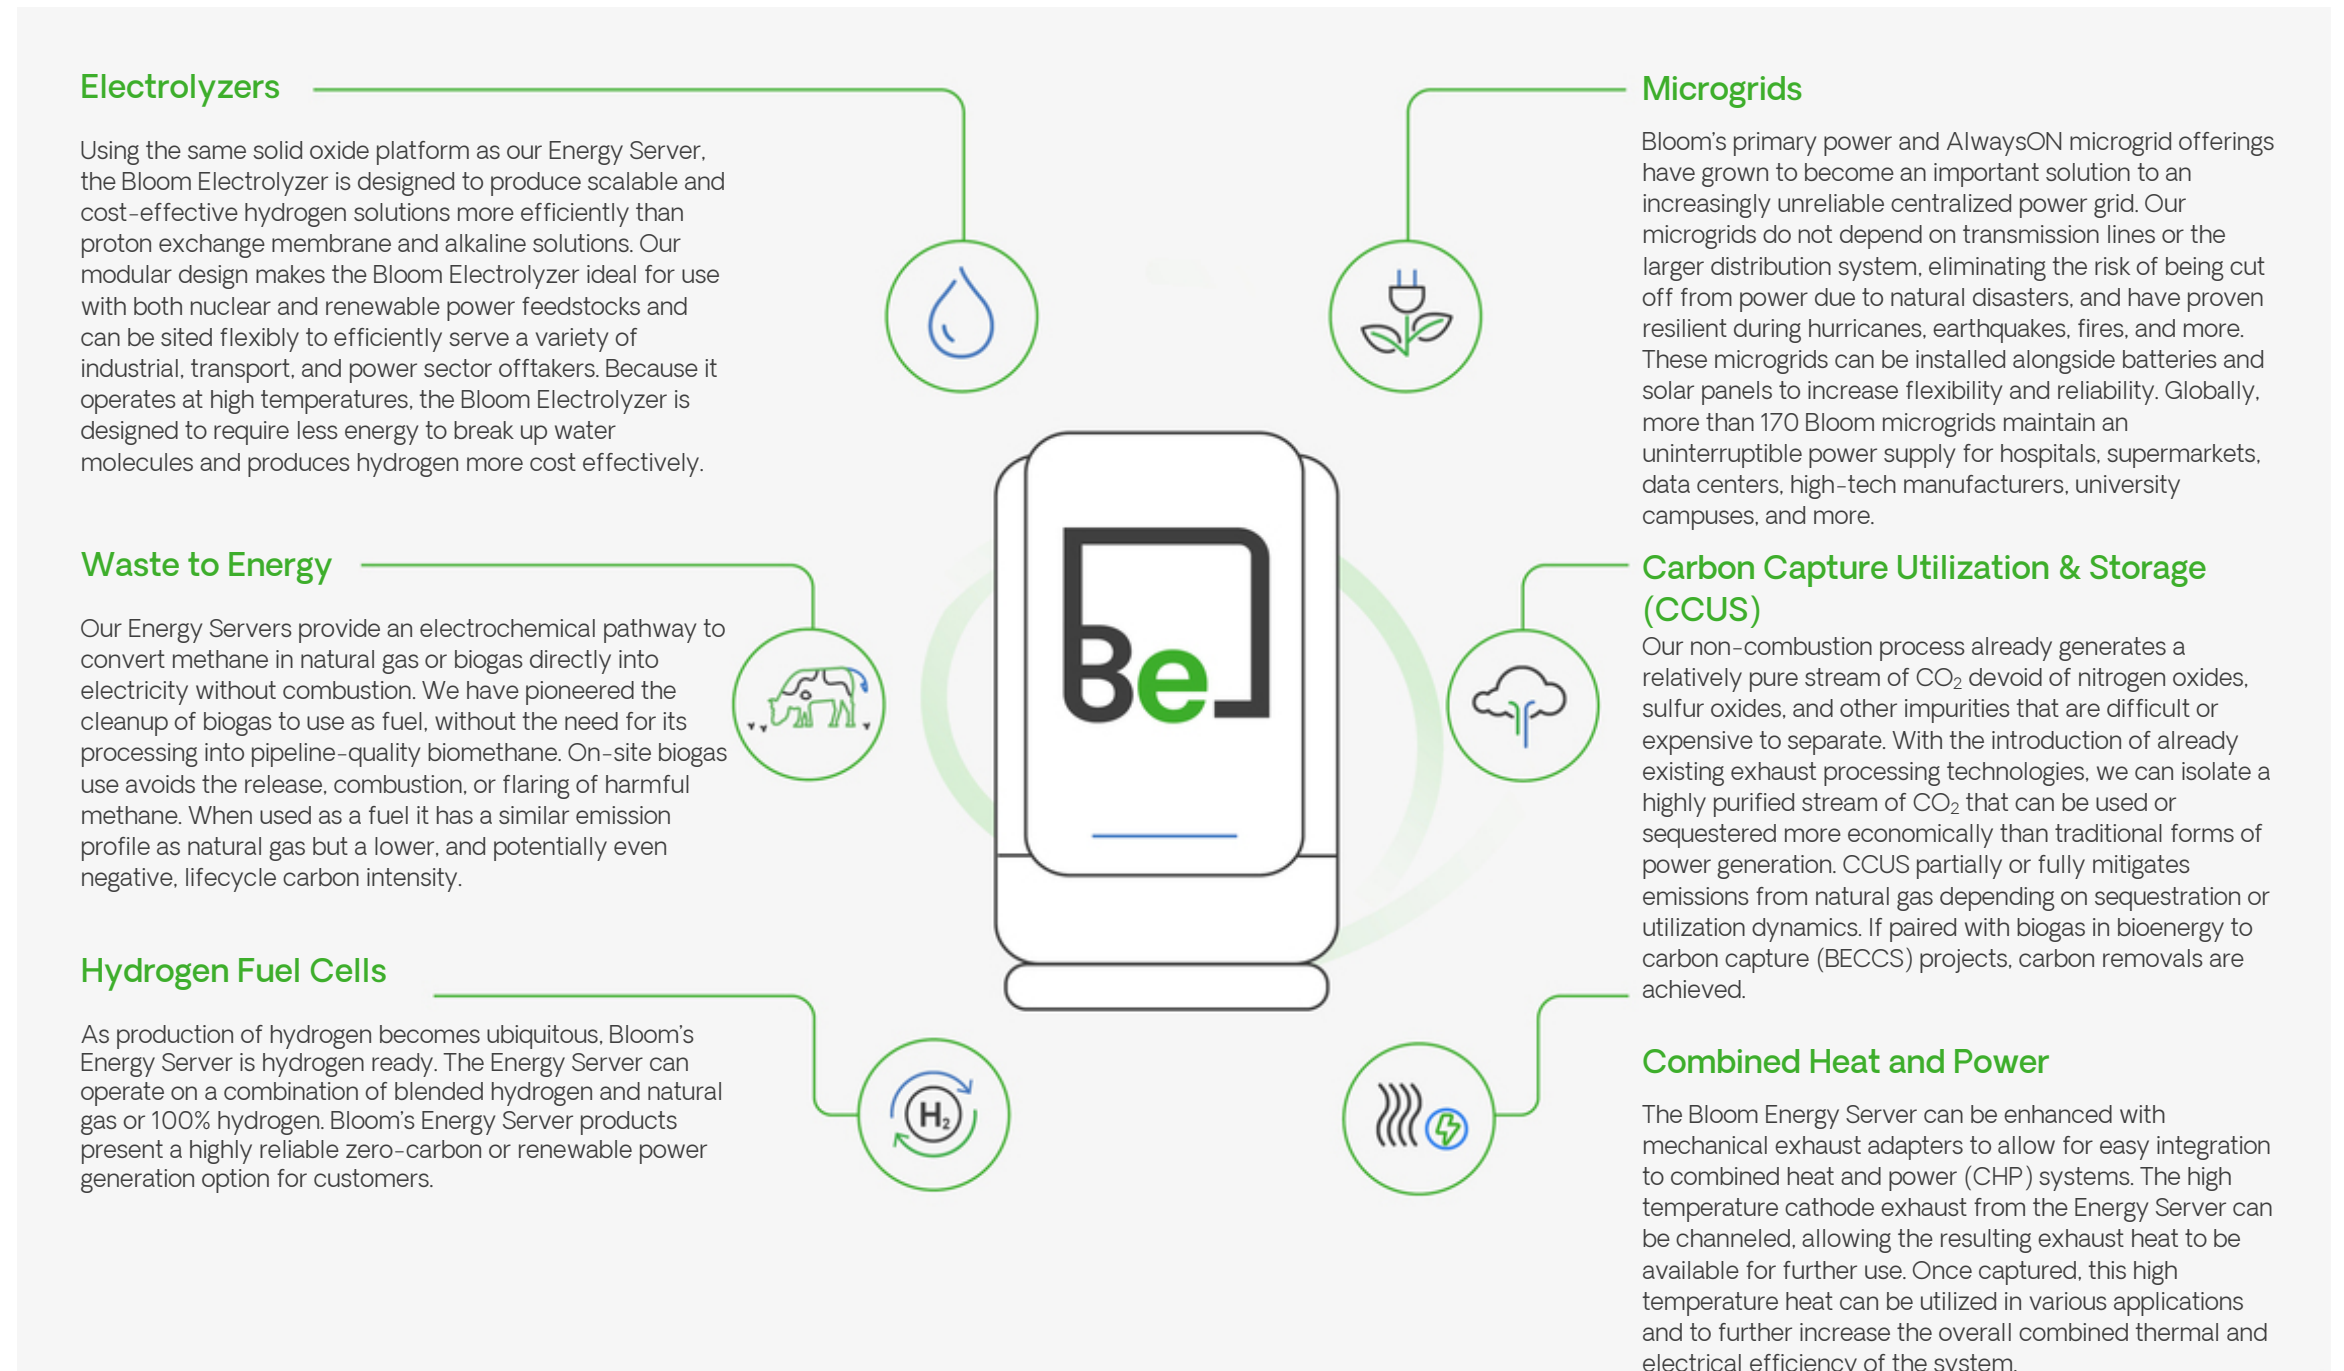 Electrolyzers
Using the same solid oxide platform as our Energy Server,
the Bloom Electrolyzer is designed to produce scalable and
cost-effective hydrogen solutions more efficiently than
proton exchange membrane and alkaline solutions. Our
modular design makes the Bloom Electrolyzer ideal for use
with both nuclear and renewable power feedstocks and
can be sited flexibly to efficiently serve a variety of
industrial, transport, and power sector offtakers. Because it
operates at high temperatures, the Bloom Electrolyzer is
designed to require less energy to break up water
molecules and produces hydrogen more cost effectively.
Waste to Energy
Our Energy Servers provide an electrochemical pathway to
convert methane in natural gas or biogas directly into
electricity without combustion. We have pioneered the
cleanup of biogas to use as fuel, without the need for its
processing into pipeline-quality biomethane. On-site biogas
use avoids the release, combustion, or flaring of harmful
methane. When used as a fuel it has a similar emission
profile as natural gas but a lower, and potentially even
negative, lifecycle carbon intensity.
Hydrogen Fuel Cells
As production of hydrogen becomes ubiquitous, Bloom's
Energy Server is hydrogen ready. The Energy Server can
operate on a combination of blended hydrogen and natural
gas or 100% hydrogen. Bloom's Energy Server products
present a highly reliable zero-carbon or renewable power
generation option for customers.
Be
H₂
Microgrids
Bloom's primary power and AlwaysON microgrid offerings
have grown to become an important solution to an
increasingly unreliable centralized power grid. Our
microgrids do not depend on transmission lines or the
larger distribution system, eliminating the risk of being cut
off from power due to natural disasters, and have proven
resilient during hurricanes, earthquakes, fires, and more.
These microgrids can be installed alongside batteries and
solar panels to increase flexibility and reliability. Globally,
more than 170 Bloom microgrids maintain an
uninterruptible power supply for hospitals, supermarkets,
data centers, high-tech manufacturers, university
campuses, and more.
Carbon Capture Utilization & Storage
(CCUS)
Our non-combustion process already generates a
relatively pure stream of CO₂ devoid of nitrogen oxides,
sulfur oxides, and other impurities that are difficult or
expensive to separate. With the introduction of already
existing exhaust processing technologies, we can isolate a
highly purified stream of CO₂ that can be used or
sequestered more economically than traditional forms of
power generation. CCUS partially or fully mitigates
emissions from natural gas depending on sequestration or
utilization dynamics. If paired with biogas in bioenergy to
carbon capture (BECCS) projects, carbon removals are
achieved.
Combined Heat and Power
The Bloom Energy Server can be enhanced with
mechanical exhaust adapters to allow for easy integration
to combined heat and power (CHP) systems. The high
temperature cathode exhaust from the Energy Server can
be channeled, allowing the resulting exhaust heat to be
available for further use. Once captured, this high
temperature heat can be utilized in various applications
and to further increase the overall combined thermal and
electrical efficiency of the system.